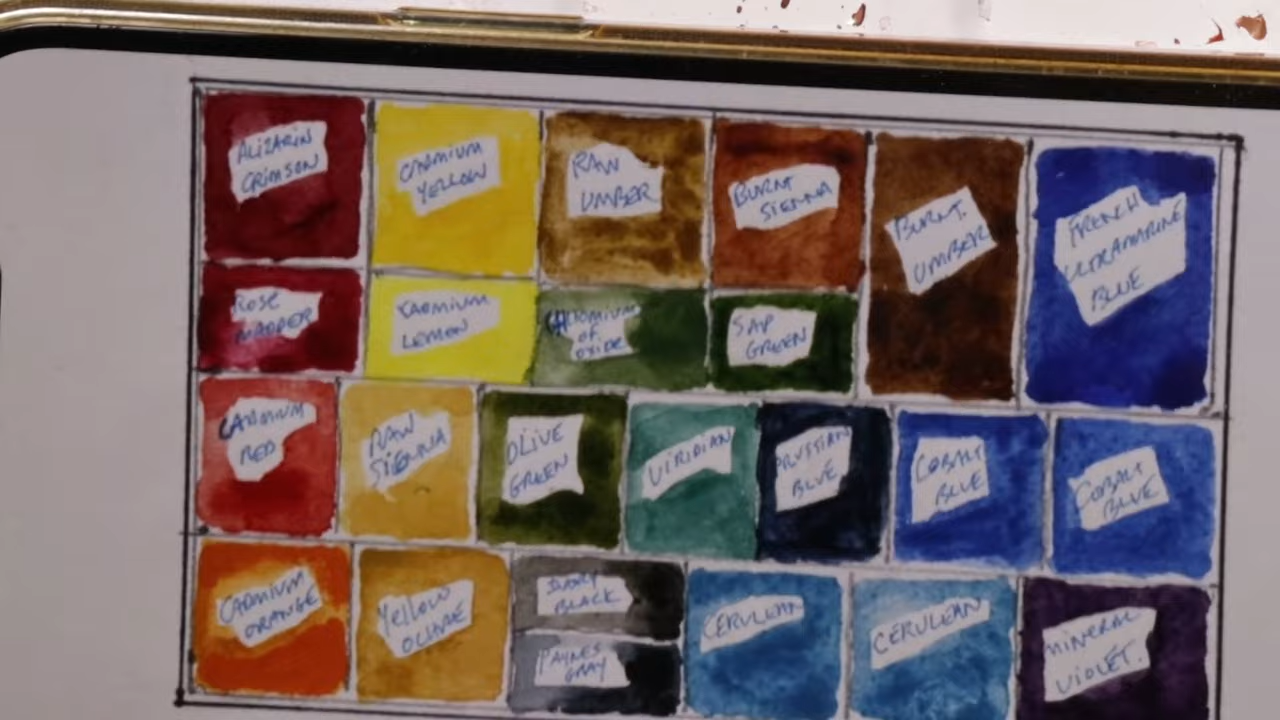 ALIZARIN
CRIMSON
CADMIUM
YELLOW
RAW
UMBER
BURNT
SIENNA
BURNT.
UMBER
FRENCH
ULTRAMARINE
BLUE
ROSE
MADDER
CADMIUM
LEMON
CHROMIUM
OF
OXIDE
SAP
GREEN
CADMIUM
RED
RAW
SIENNA
OLIVE
GREEN
VIRIDIAN
PRUSSIAN
BLUE
COBALT
BLUE
COBALT
BLUE
CADMIUM
ORANGE
YELLOW
IVORY
BLACK
PAYNES
GRAY
CERULEAN
CERULEAN
MINERAL
VIOLET.